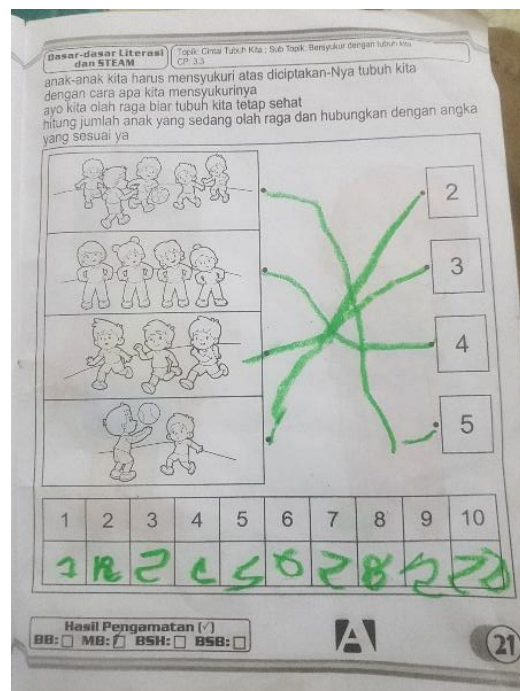 Dasar-dasar Literasi
dan STEAM
Topik: Cintai Tubuh Kita : Sub Topik: Bersyukur dengan tubuh kita
CP: 3.3
anak-anak kita harus mensyukuri atas diciptakan-Nya tubuh kita
dengan cara apa kita mensyukurinya
ayo kita olah raga biar tubuh kita tetap sehat
hitung jumlah anak yang sedang olah raga dan hubungkan dengan angka
yang sesuai ya
2
3
4
5
1 2 3 4 5 6 7 8 9 10
Hasil Pengamatan (√)
BB: MB: BSH: BSB:
A
21